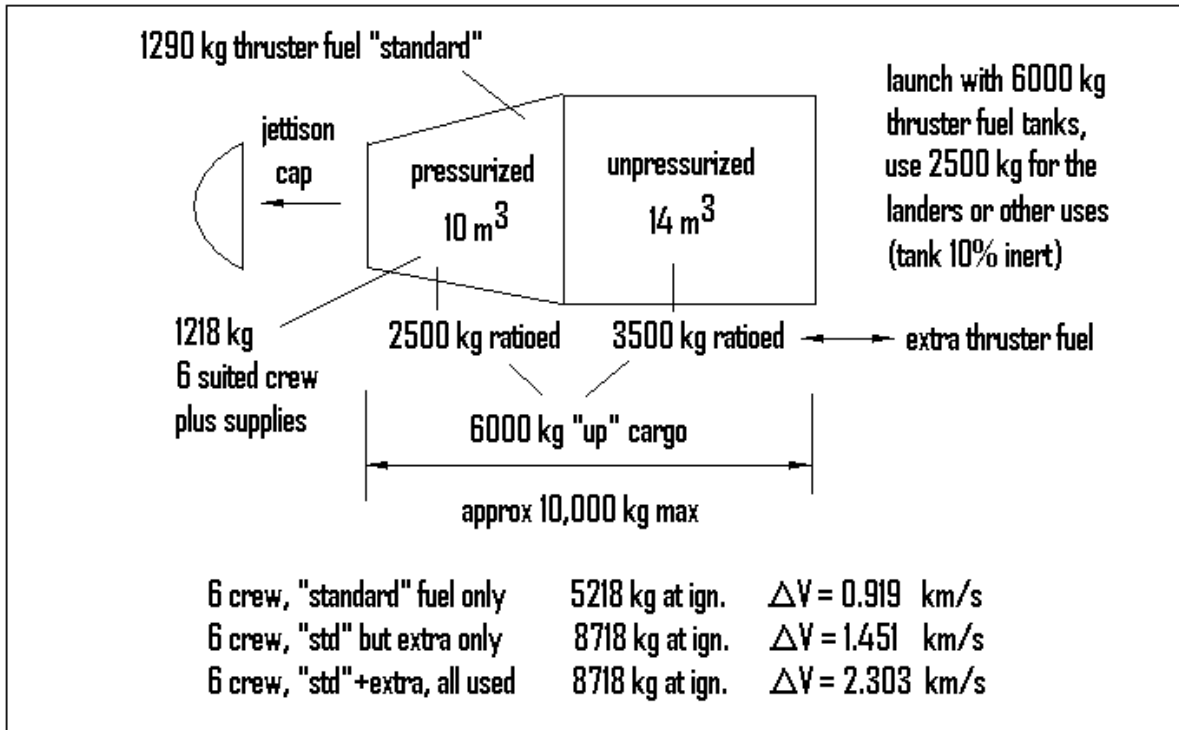 1290 kg thruster fuel "standard"
jettison
cap
pressurized
10 m³
unpressurized
14 m³
launch with 6000 kg
thruster fuel tanks,
use 2500 kg for the
landers or other uses
(tank 10% inert)
1218 kg
6 suited crew
plus supplies
2500 kg ratioed
3500 kg ratioed
extra thruster fuel
6000 kg "up" cargo
approx 10,000 kg max
6 crew, "standard" fuel only 5218 kg at ign. △V = 0.919 km/s
6 crew, "std" but extra only 8718 kg at ign. △V = 1.451 km/s
6 crew, "std"+extra, all used 8718 kg at ign. △V = 2.303 km/s